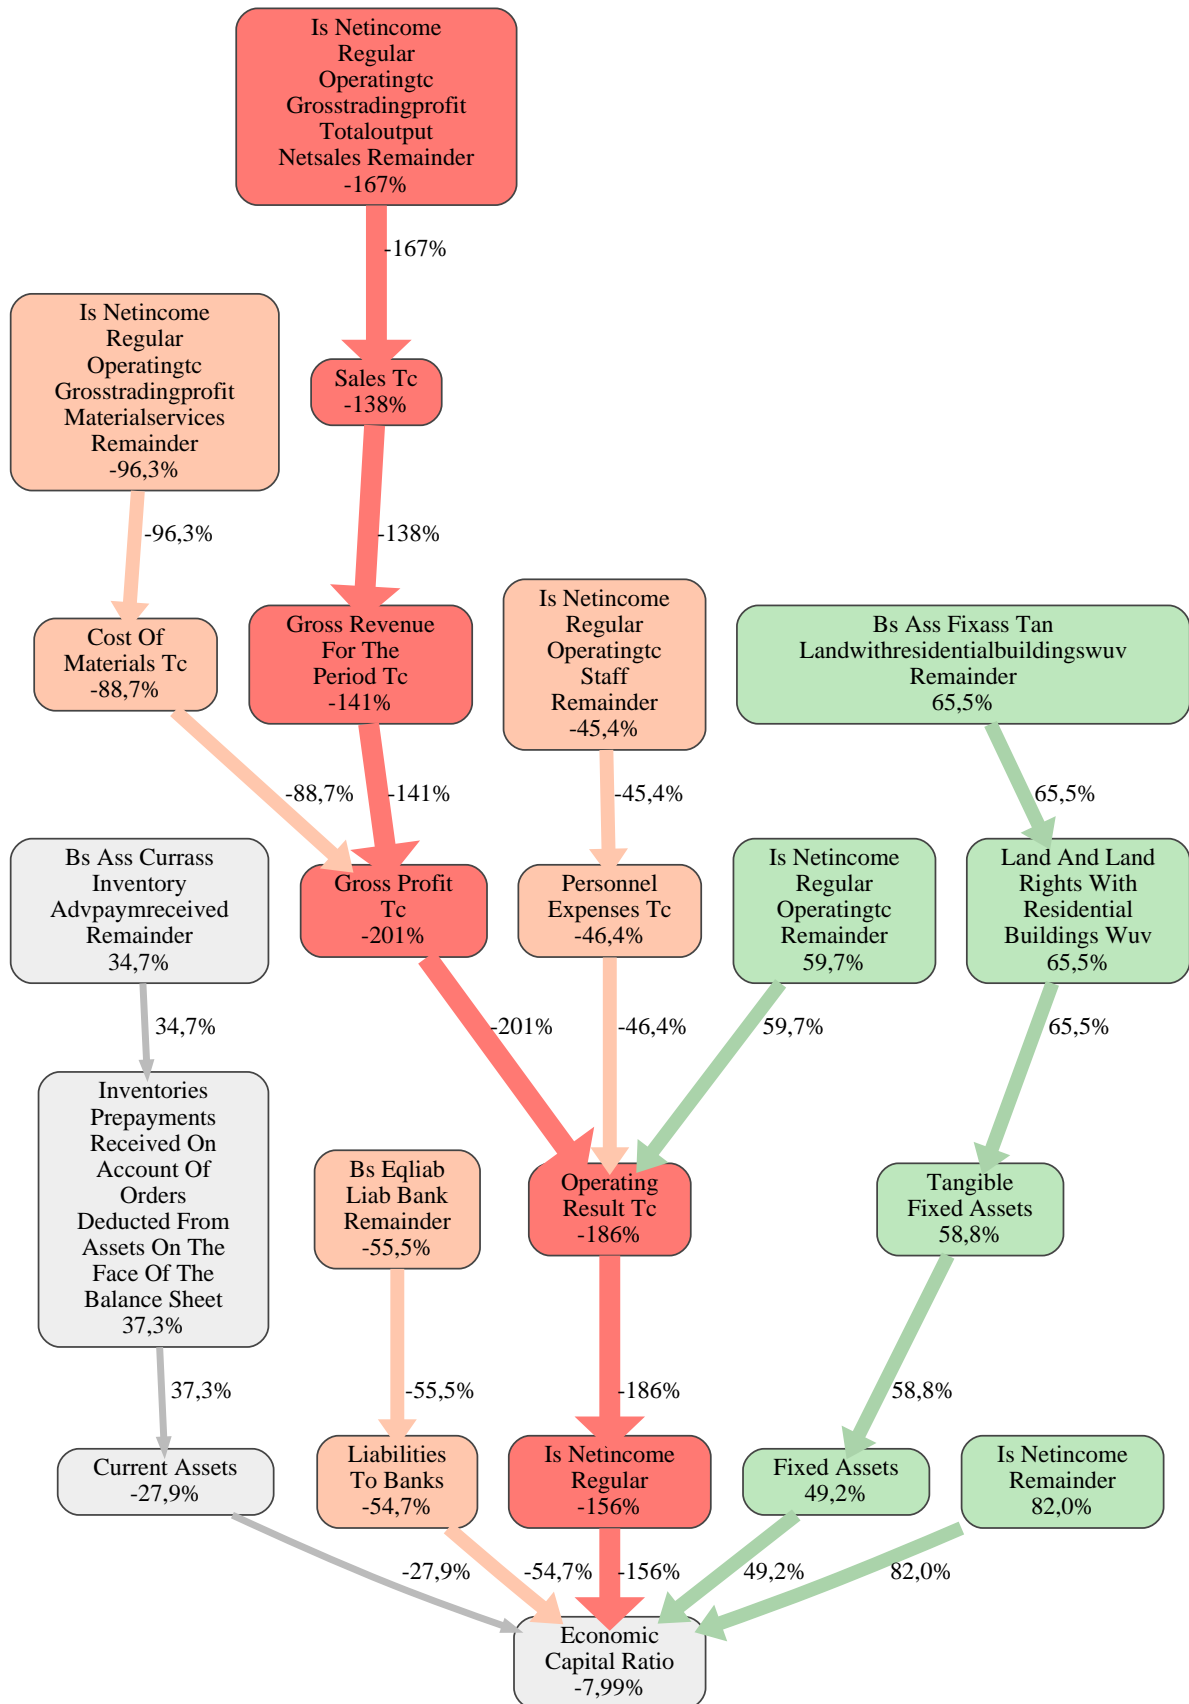 Is Netincome
Regular
Operatingtc
Grosstradingprofit
Totaloutput
Netsales Remainder
-167%
-167%
Is Netincome
Regular
Operatingtc
Grosstradingprofit
Materialservices
Remainder
-96,3%
Sales Tc
-138%
-96,3%
-138%
Cost Of
Materials Tc
-88,7%
Gross Revenue
For The
Period Tc
-141%
Is Netincome
Regular
Operatingtc
Staff
Remainder
-45,4%
Bs Ass Fixass Tan
Landwithresidentialbuildingswuv
Remainder
65,5%
-88,7%
-141%
-45,4%
65,5%
Bs Ass Currass
Inventory
Advpaymreceived
Remainder
34,7%
Gross Profit
Tc
-201%
Personnel
Expenses Tc
-46,4%
Is Netincome
Regular
Operatingtc
Remainder
59,7%
Land And Land
Rights With
Residential
Buildings Wuv
65,5%
34,7%
-201%
-46,4%
59,7%
65,5%
Inventories
Prepayments
Received On
Account Of
Orders
Deducted From
Assets On The
Face Of The
Balance Sheet
37,3%
Bs Eqliab
Liab Bank
Remainder
-55,5%
Operating
Result Tc
-186%
Tangible
Fixed Assets
58,8%
37,3%
-55,5%
-186%
58,8%
Current Assets
-27,9%
Liabilities
To Banks
-54,7%
Is Netincome
Regular
-156%
Fixed Assets
49,2%
Is Netincome
Remainder
82,0%
-27,9%
-54,7%
-156%
49,2%
82,0%
Economic
Capital Ratio
-7,99%